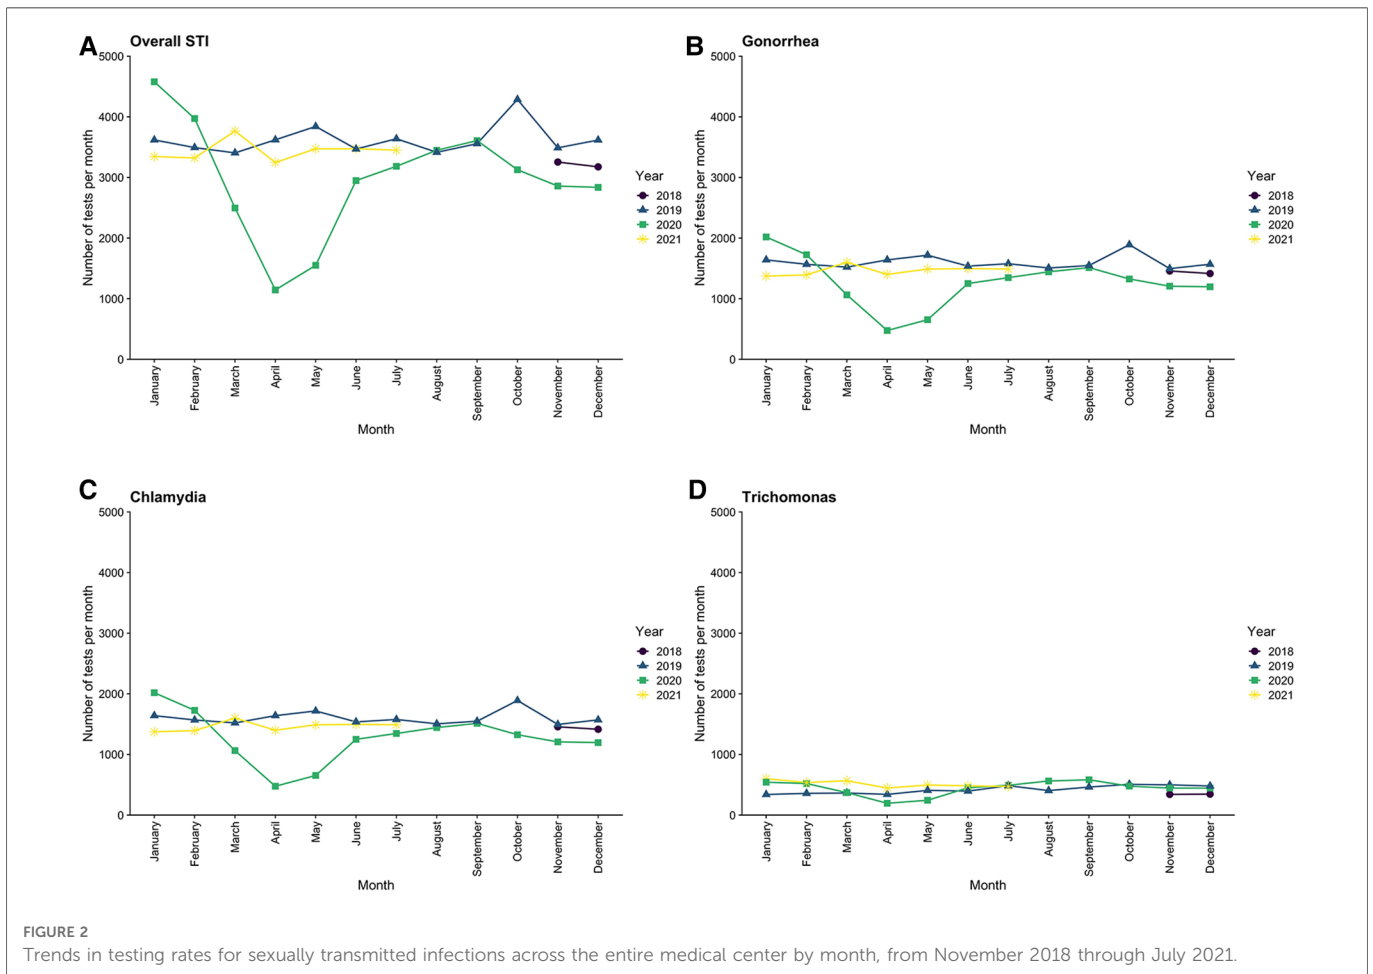 A Overall STI
5000
4000
3000
2000
1000
0
Number of tests per month
January
February
March
April
May
June
July
August
September
October
November
December
Month
Year
2018
2019
2020
2021
B Gonorrhea
5000
4000
3000
2000
1000
0
Number of tests per month
January
February
March
April
May
June
July
August
September
October
November
December
Month
Year
2018
2019
2020
2021
C Chlamydia
5000
4000
3000
2000
1000
0
Number of tests per month
January
February
March
April
May
June
July
August
September
October
November
December
Month
Year
2018
2019
2020
2021
D Trichomonas
5000
4000
3000
2000
1000
0
Number of tests per month
January
February
March
April
May
June
July
August
September
October
November
December
Month
Year
2018
2019
2020
2021
FIGURE 2
Trends in testing rates for sexually transmitted infections across the entire medical center by month, from November 2018 through July 2021.